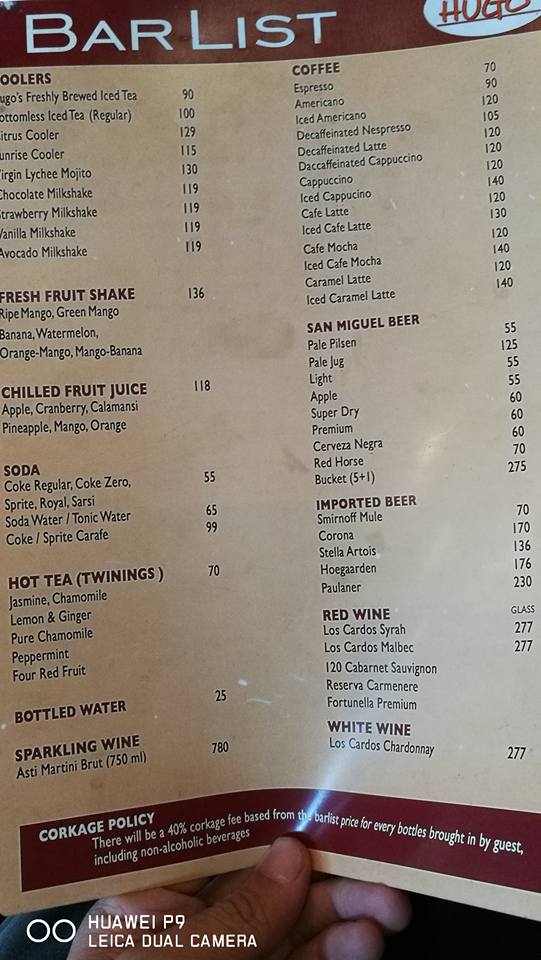 BAR LIST
HUGO
OOLERS
ugo's Freshly Brewed Iced Tea 90
ottomless Iced Tea (Regular) 100
itrus Cooler 129
unrise Cooler 115
irgin Lychee Mojito 130
Chocolate Milkshake 119
Strawberry Milkshake 119
Vanilla Milkshake 119
Avocado Milkshake 119
FRESH FRUIT SHAKE 136
Ripe Mango, Green Mango
Banana, Watermelon,
Orange-Mango, Mango-Banana
CHILLED FRUIT JUICE 118
Apple, Cranberry, Calamansi
Pineapple, Mango, Orange
SODA
Coke Regular, Coke Zero, 55
Sprite, Royal, Sarsi
Soda Water / Tonic Water 65
Coke / Sprite Carafe 99
HOT TEA (TWININGS ) 70
Jasmine, Chamomile
Lemon & Ginger
Pure Chamomile
Peppermint
Four Red Fruit
BOTTLED WATER 25
SPARKLING WINE
Asti Martini Brut (750 ml) 780
COFFEE
Espresso 70
Americano 90
Iced Americano 120
Decaffeinated Nespresso 105
Decaffeinated Latte 120
Daccaffeinated Cappuccino 120
Cappuccino 120
Iced Cappucino 140
Cafe Latte 120
Iced Cafe Latte 130
Cafe Mocha 120
Iced Cafe Mocha 140
Caramel Latte 120
Iced Caramel Latte 140
SAN MIGUEL BEER
Pale Pilsen 55
Pale Jug 125
Light 55
Apple 55
Super Dry 60
Premium 60
Cerveza Negra 60
Red Horse 70
Bucket (5+1) 275
IMPORTED BEER
Smirnoff Mule 70
Corona 170
Stella Artois 136
Hoegaarden 176
Paulaner 230
RED WINE GLASS
Los Cardos Syrah 277
Los Cardos Malbec 277
120 Cabarnet Sauvignon
Reserva Carmenere
Fortunella Premium
WHITE WINE
Los Cardos Chardonnay 277
CORKAGE POLICY
There will be a 40% corkage fee based from the barlist price for every bottles brought in by guest,
including non-alcoholic beverages
HUAWEI P9
LEICA DUAL CAMERA